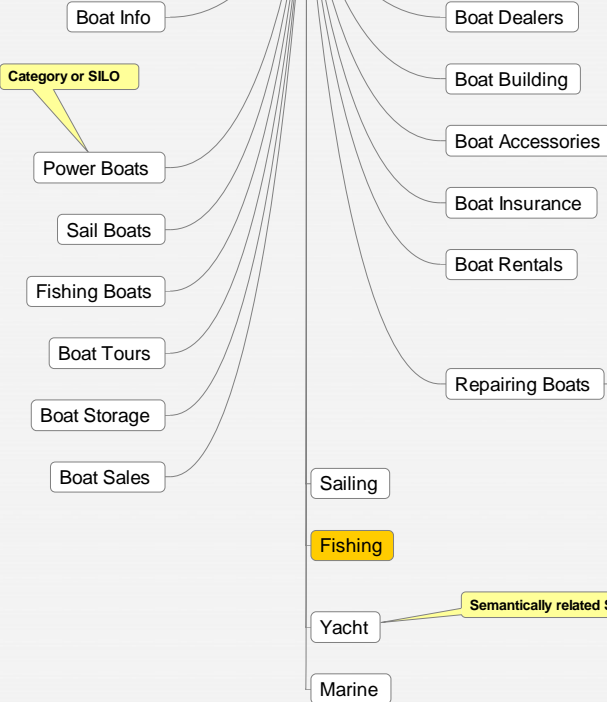 Boat Info
Category or SILO
Power Boats
Sail Boats
Fishing Boats
Boat Tours
Boat Storage
Boat Sales
Boat Dealers
Boat Building
Boat Accessories
Boat Insurance
Boat Rentals
Repairing Boats
Sailing
Fishing
Yacht
Semantically related
Marine